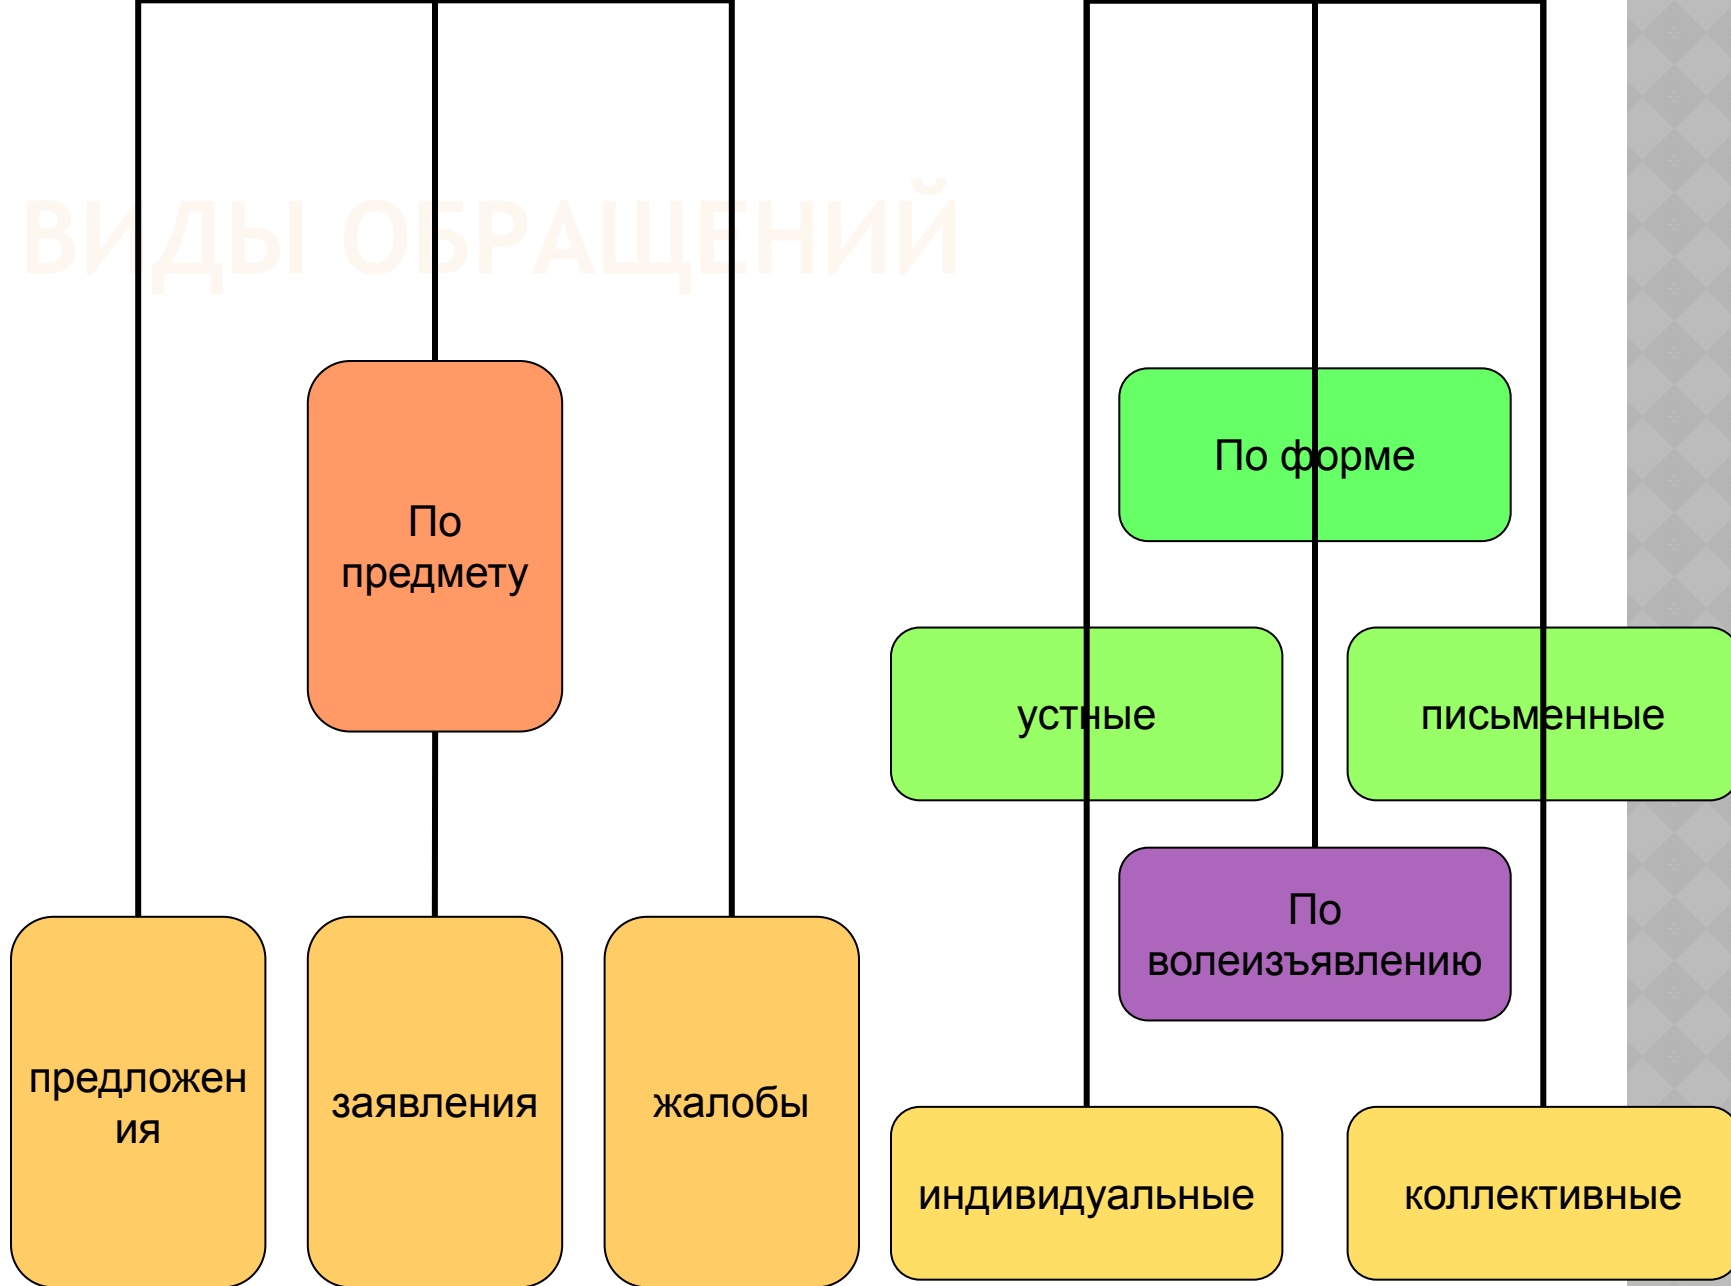 ВИДЫ ОБРАЩЕНИЙ
По
предмету
предложен
ия
заявления
жалобы
По форме
устные
письменные
По
волеизъявлению
индивидуальные
коллективные